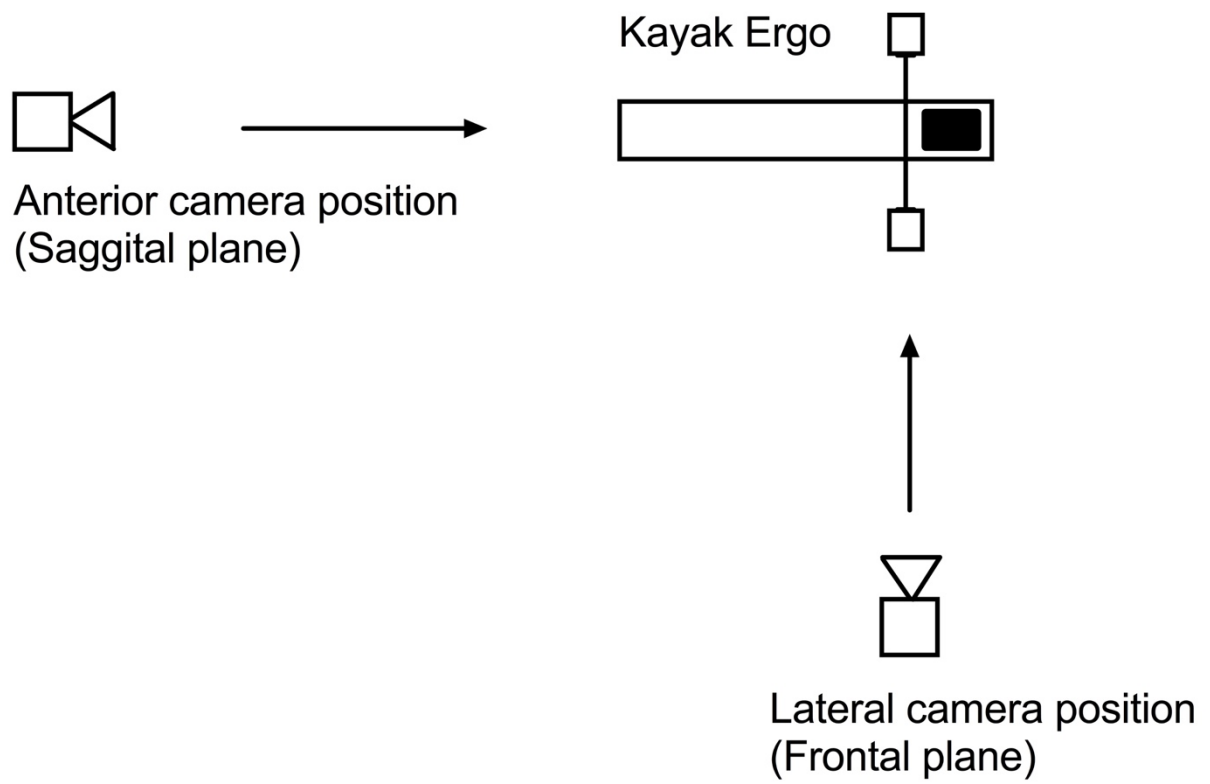 Kayak Ergo
Anterior camera position
(Saggital plane)
Lateral camera position
(Frontal plane)